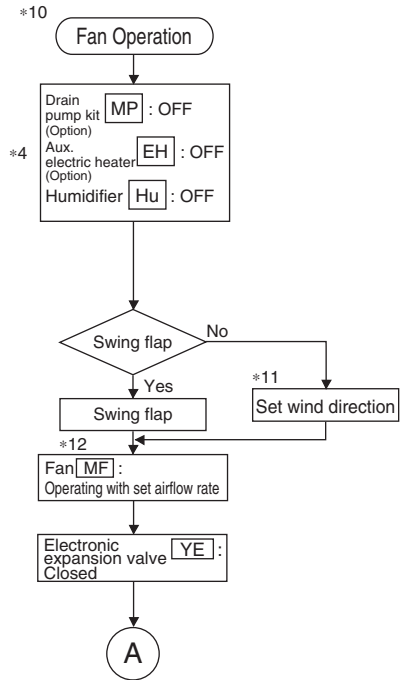 *10
Fan Operation
Drain
pump kit MP : OFF
(Option)
Aux.
*4 electric heater EH : OFF
(Option)
Humidifier Hu : OFF
Swing flap
No
Yes
*11
Swing flap
Set wind direction
*12
Fan MF :
Operating with set airflow rate
Electronic
expansion valve YE :
Closed
A